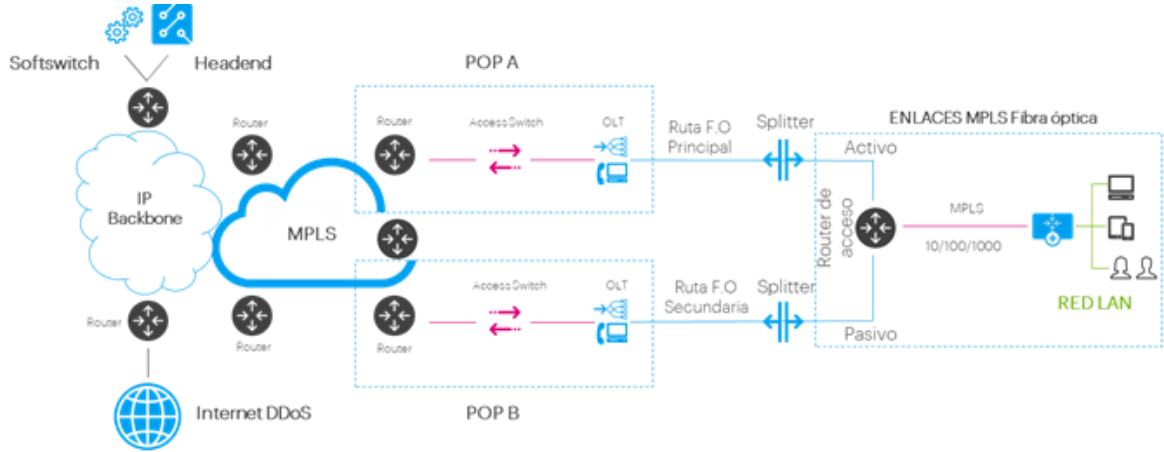 Softswitch
Headend
IP
Backbone
Router
Internet DDoS
Router
MPLS
Router
POP A
Router
Access Switch
OLT
Router
Access Switch
OLT
POP B
Ruta F.O
Principal
Splitter
Ruta F.O
Secundaria
Splitter
ENLACES MPLS Fibra óptica
Activo
Router de
acceso
Pasivo
MPLS
10/100/1000
RED LAN